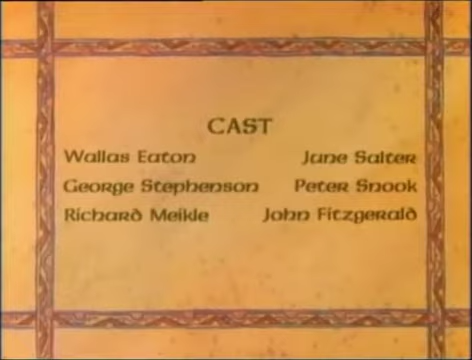 CAST
Wallas Eaton June Salter
George Stephenson Peter Snook
Richard Meikle John Fitzgerald